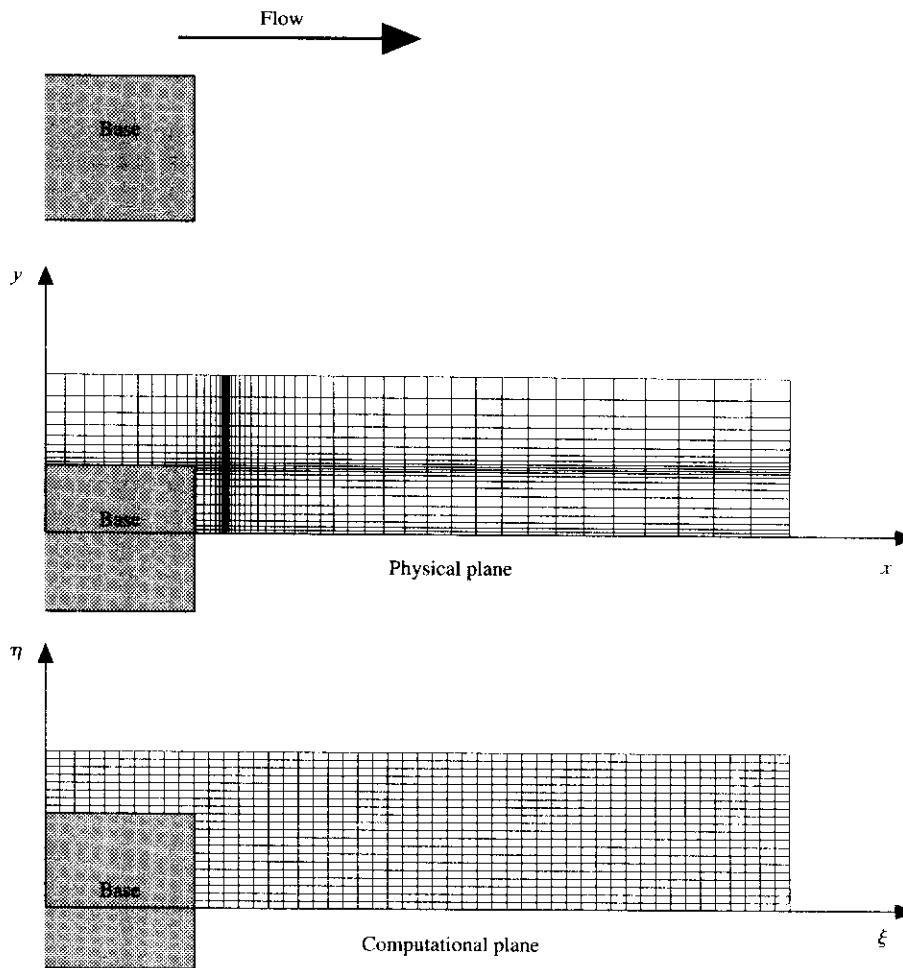 Flow
Base
y
Base
Physical plane
x
η
Base
Computational plane
ξ